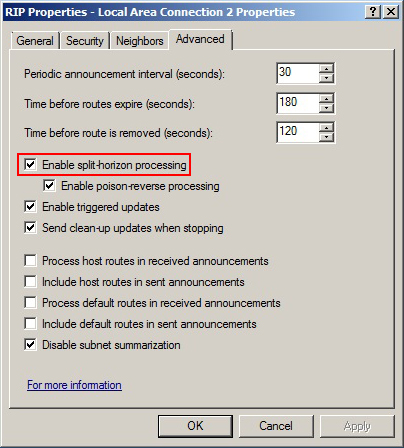 RIP Properties - Local Area Connection 2 Properties
General Security Neighbors Advanced
Periodic announcement interval (seconds): 30
Time before routes expire (seconds): 180
Time before route is removed (seconds): 120
Enable split-horizon processing
Enable poison-reverse processing
Enable triggered updates
Send clean-up updates when stopping
Process host routes in received announcements
Include host routes in sent announcements
Process default routes in received announcements
Include default routes in sent announcements
Disable subnet summarization
For more information
OK Cancel Apply